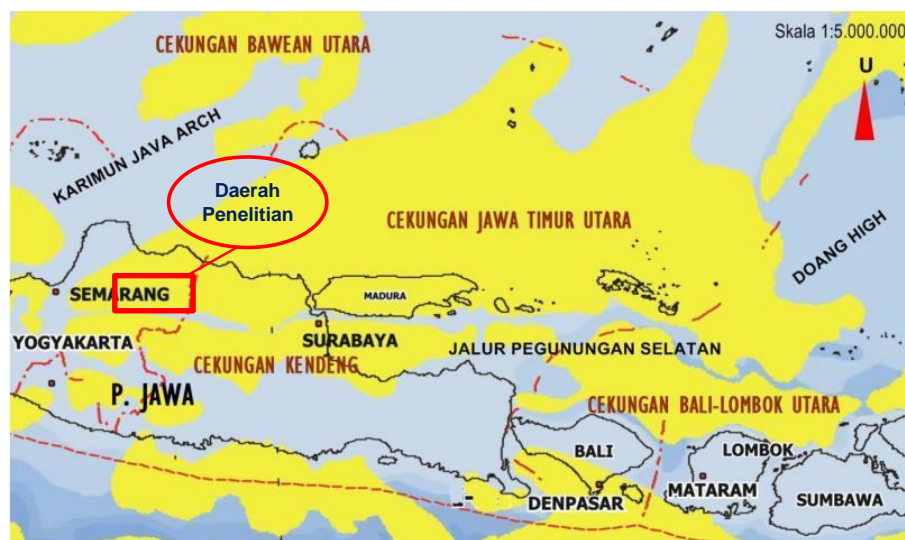 CEKUNGAN BAWEAN UTARA
Skala 1:5.000.000
U
KARIMUN JAVA ARCH
Daerah
Penelitian
CEKUNGAN JAWA TIMUR UTARA
DOANG HIGH
SEMARANG
MADURA
YOGYAKARTA
SURABAYA
JALUR PEGUNUNGAN SELATAN
CEKUNGAN KENDENG
P. JAWA
CEKUNGAN BALI-LOMBOK UTARA
BALI
LOMBOK
DENPASAR
MATARAM
SUMBAWA